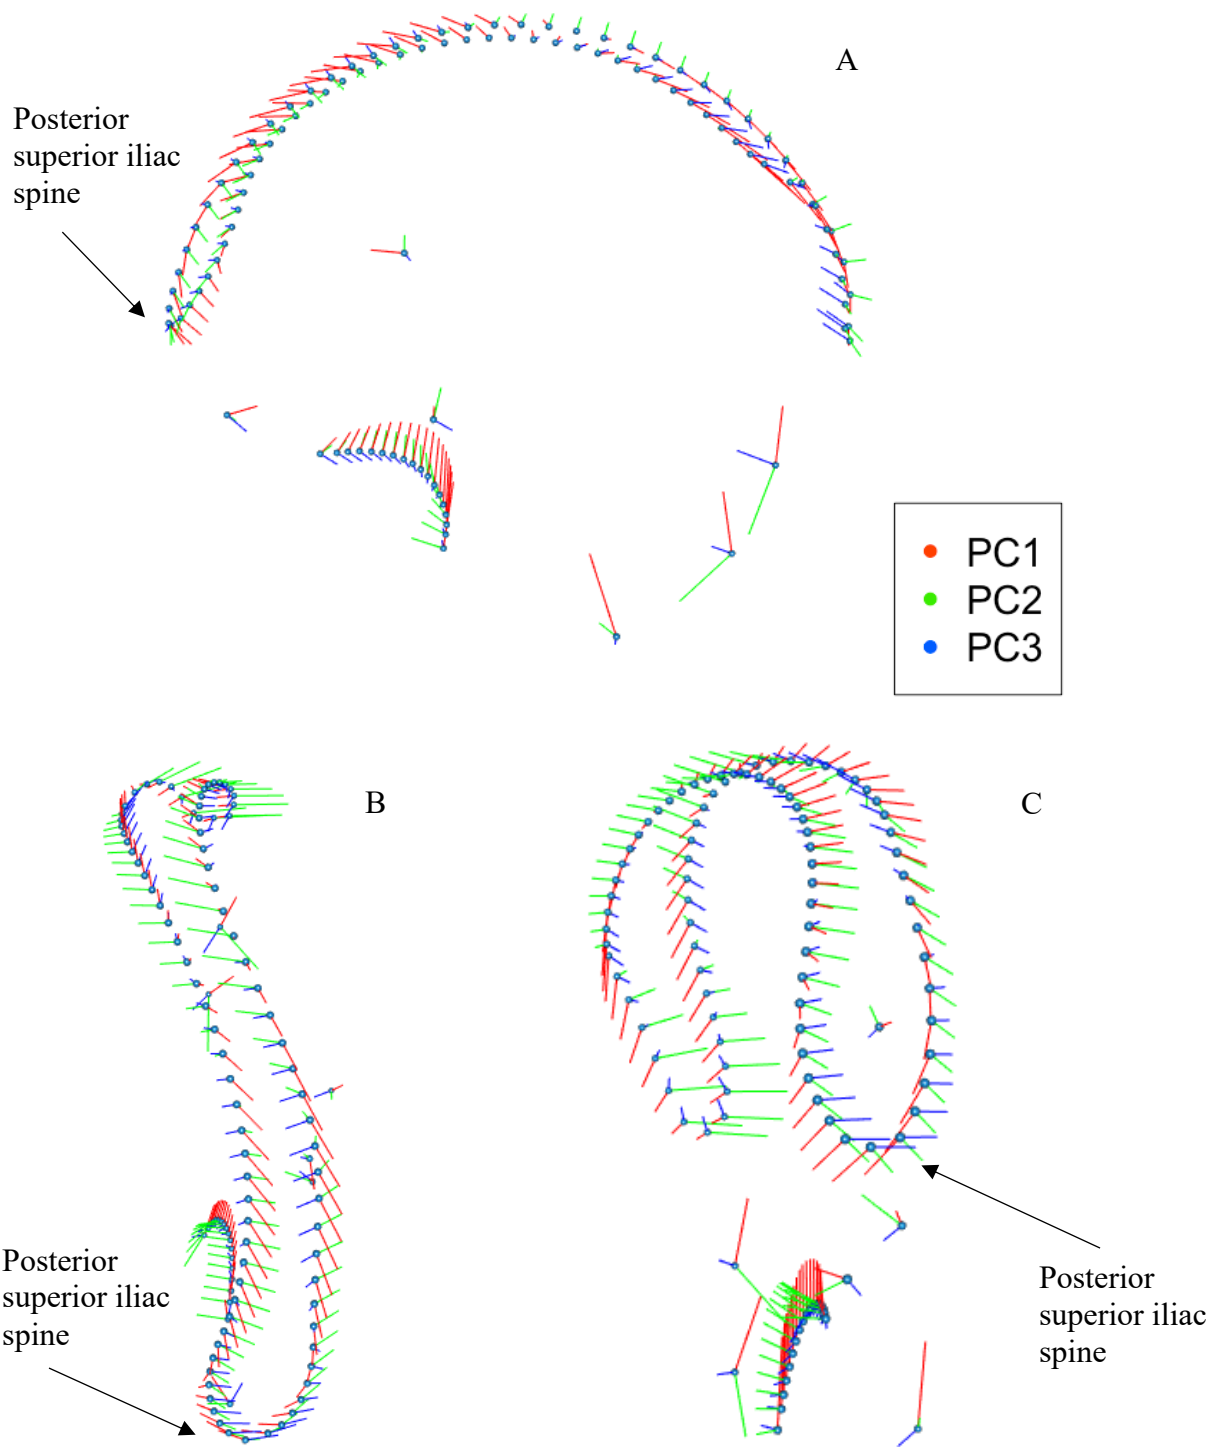 A
Posterior
superior iliac
spine
PC1
PC2
PC3
B
C
Posterior
superior iliac
spine
Posterior
superior iliac
spine